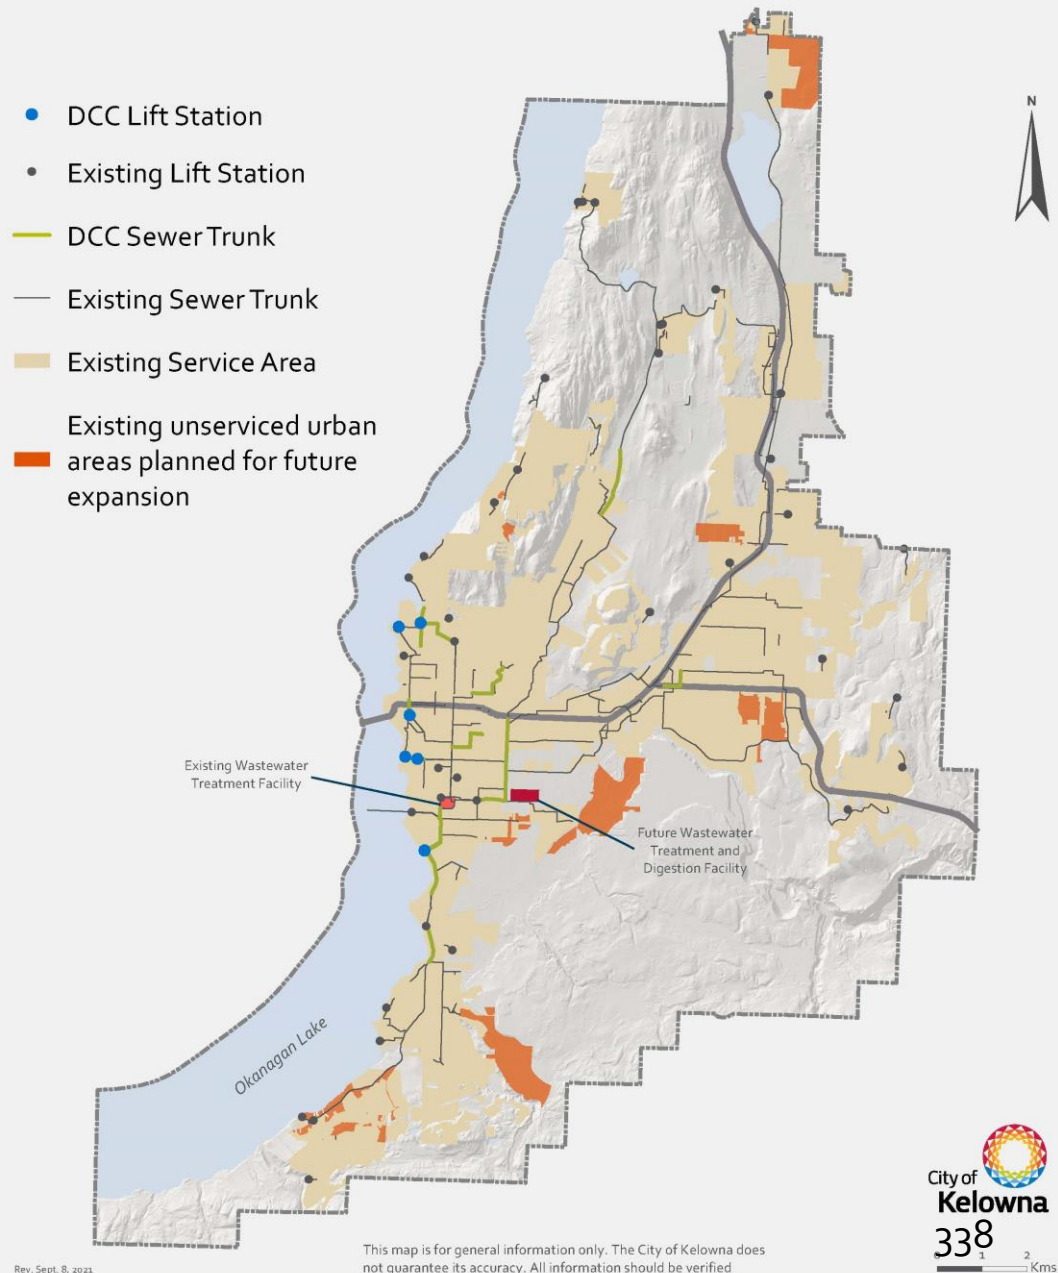 DCC Lift Station
Existing Lift Station
DCC Sewer Trunk
Existing Sewer Trunk
Existing Service Area
Existing unserviced urban
areas planned for future
expansion
N
Existing Wastewater
Treatment Facility
Future Wastewater
Treatment and
Digestion Facility
Okanagan Lake
City of
Kelowna
338
0 1 2
Kms
This map is for general information only. The City of Kelowna does
not guarantee its accuracy. All information should be verified
Rev. Sept. 8, 2021